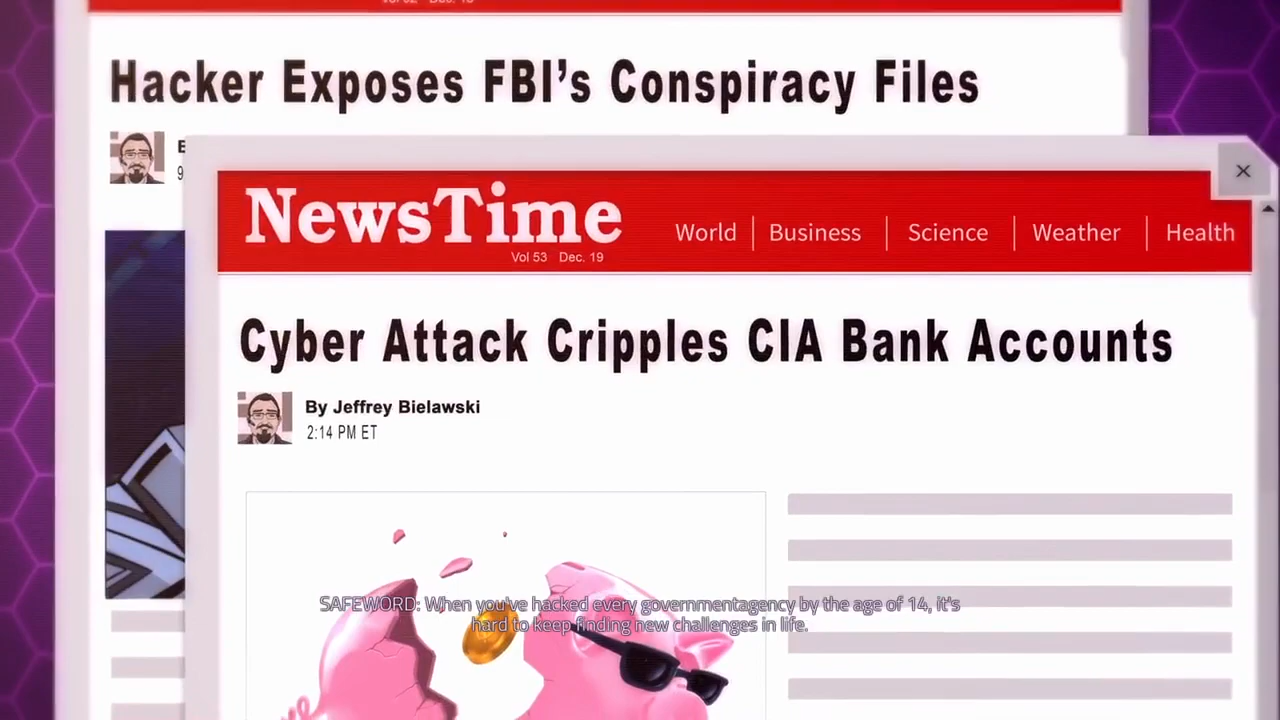 Hacker Exposes FBI's Conspiracy Files
NewsTime
World Business Science Weather Health
Vol 53 Dec. 19
Cyber Attack Cripples CIA Bank Accounts
By Jeffrey Bielawski
2:14 PM ET
SAFEWORD: When you've hacked every governmentagency by the age of 14, it's
hard to keep finding new challenges in life.